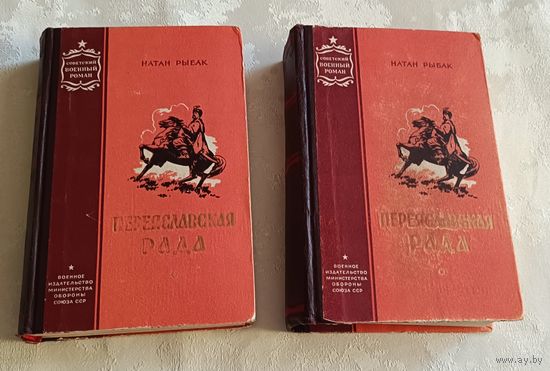 СОВЕТСКИЙ
ВОЕННЫЙ
РОМАН
НАТАН РЫБАК
ПЕРЕЯСЛАВСКАЯ
РАДА
ВОЕННОЕ
ИЗДАТЕЛЬСТВО
МИНИСТЕРСТВА
ОБОРОНЫ
СОЮЗА ССР
СОВЕТСКИЙ
ВОЕННЫЙ
РОМАН
НАТАН РЫБАК
ПЕРЕЯСЛАВСКАЯ
РАДА
ВОЕННОЕ
ИЗДАТЕЛЬСТВО
МИНИСТЕРСТВА
ОБОРОНЫ
СОЮЗА ССР
www.ay.by